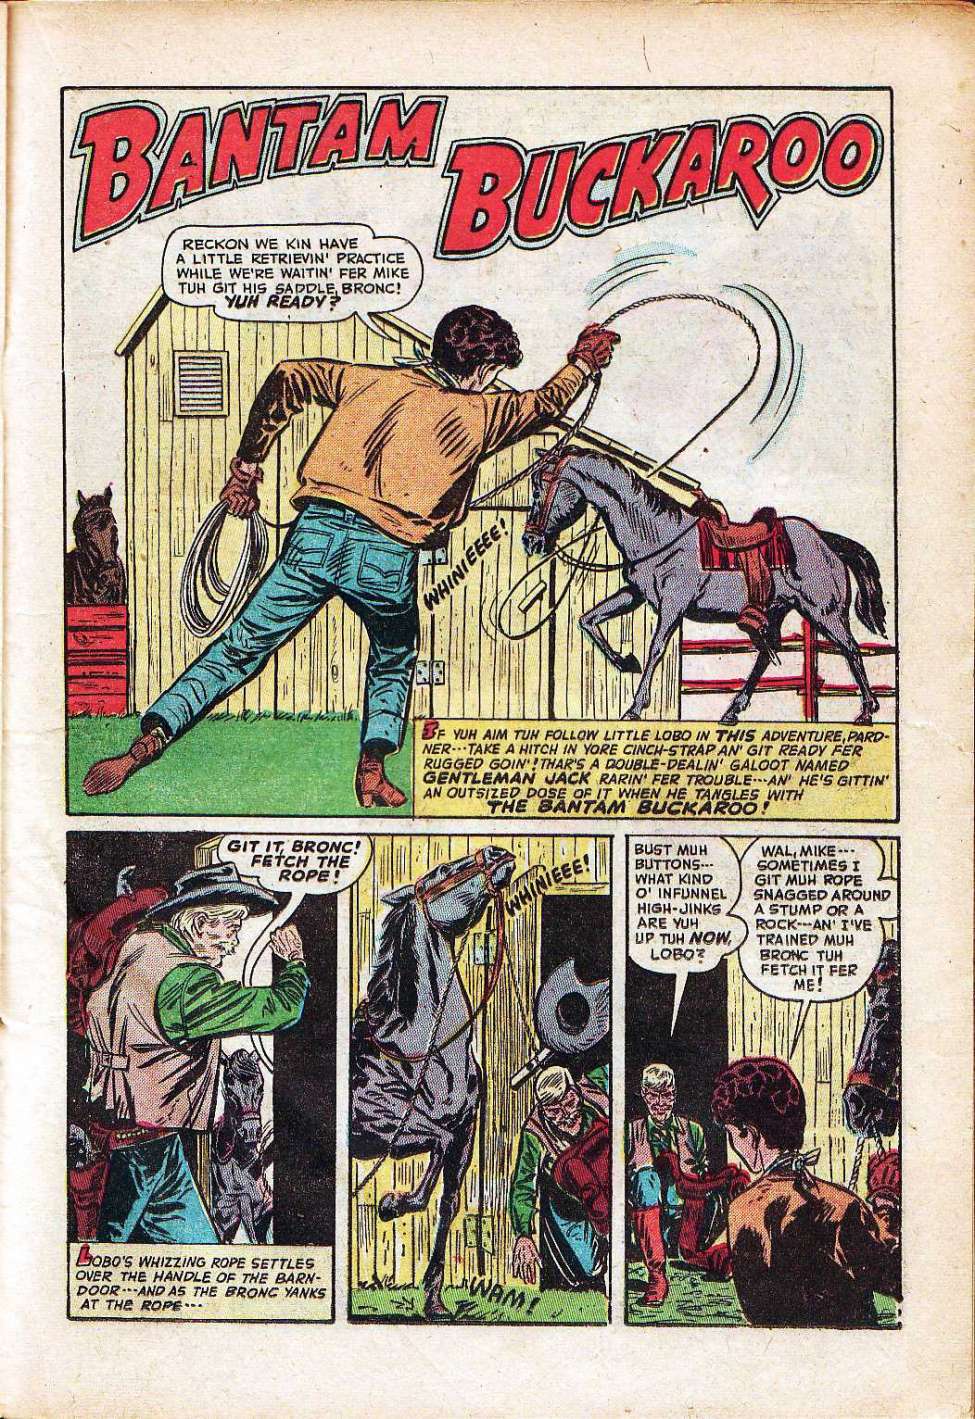 BANTAM
BUCKAROO
RECKON WE KIN HAVE
A LITTLE RETRIEVIN' PRACTICE
WHILE WE'RE WAITIN' FER MIKE
TUH GIT HIS SADDLE, BRONC!
YUH READY?
WHINIEEEE!
IF YUH AIM TUH FOLLOW LITTLE LOBO IN THIS ADVENTURE, PARD-
NER---TAKE A HITCH IN YORE CINCH-STRAP AN' GIT READY FER
RUGGED GOIN'! THAR'S A DOUBLE-DEALIN' GALOOT NAMED
GENTLEMAN JACK RARIN' FER TROUBLE---AN' HE'S GITTIN'
AN OUTSIZED DOSE OF IT WHEN HE TANGLES WITH
THE BANTAM BUCKAROO!
GIT IT, BRONC!
FETCH THE
ROPE!
LOBO'S WHIZZING ROPE SETTLES
OVER THE HANDLE OF THE BARN-
DOOR---AND AS THE BRONC YANKS
AT THE ROPE---
WHINIEEE!
WAM!
BUST MUH
BUTTONS---
WHAT KIND
O' INFUNNEL
HIGH-JINKS
ARE YUH
UP TUH NOW,
LOBO?
WAL, MIKE---
SOMETIMES I
GIT MUH ROPE
SNAGGED AROUND
A STUMP OR A
ROCK---AN' I'VE
TRAINED MUH
BRONC TUH
FETCH IT FER
ME!